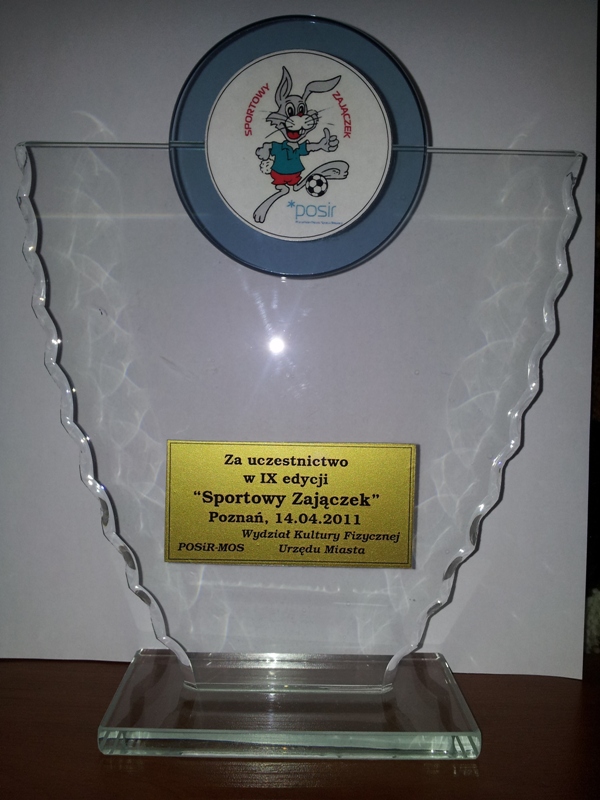 SPORTOWY ZAJĄCZEK
*posir
Za uczestnictwo
w IX edycji
“Sportowy Zajączek”
Poznań, 14.04.2011
Wydział Kultury Fizycznej
POSiR-MOS Urzędu Miasta